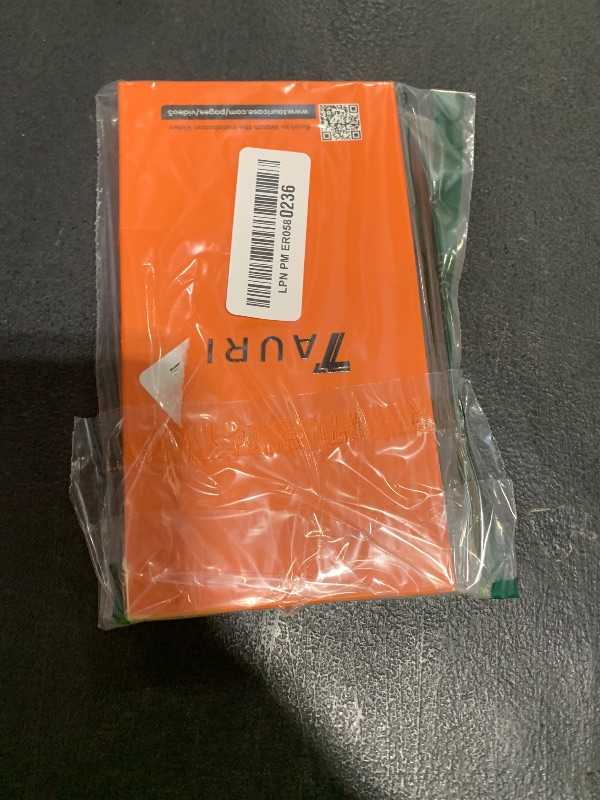 Scan to Watch the Installation Video
www.tauricase.com/pages/videos
LPN PM ER0580236
TAURI